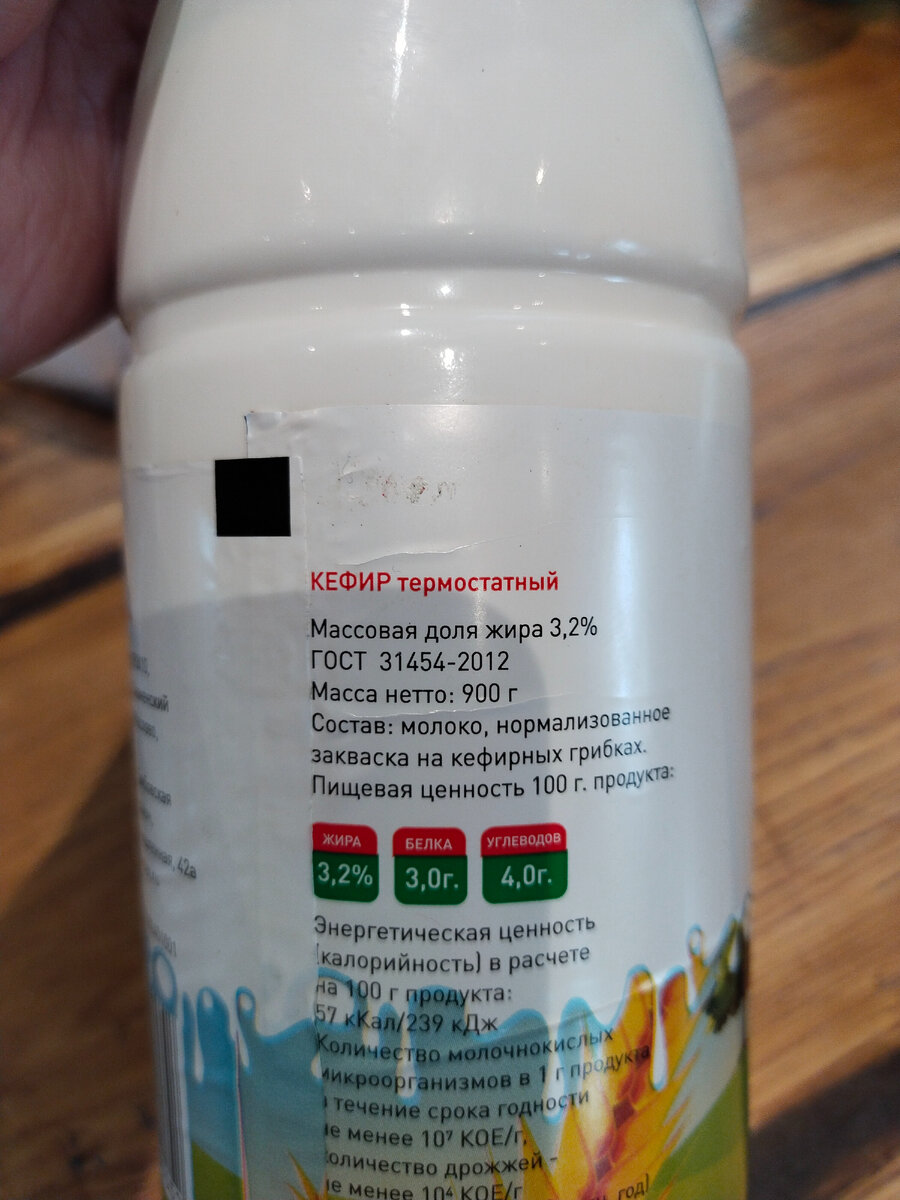 КЕФИР термостатный
Массовая доля жира 3,2%
ГОСТ 31454-2012
Масса нетто: 900 г
Состав: молоко, нормализованное
закваска на кефирных грибках.
Пищевая ценность 100 г. продукта:
ЖИРА БЕЛКА УГЛЕВОДОВ
3,2% 3,0г. 4,0г.
Энергетическая ценность
(калорийность) в расчете
на 100 г продукта:
57 кКал/239 кДж
Количество молочнокислых
микроорганизмов в 1 г продукта
течение срока годности
не менее 10⁷ КОЕ/г,
количество дрожжей -
не менее 10⁴ КОЕ/г
год)
42а